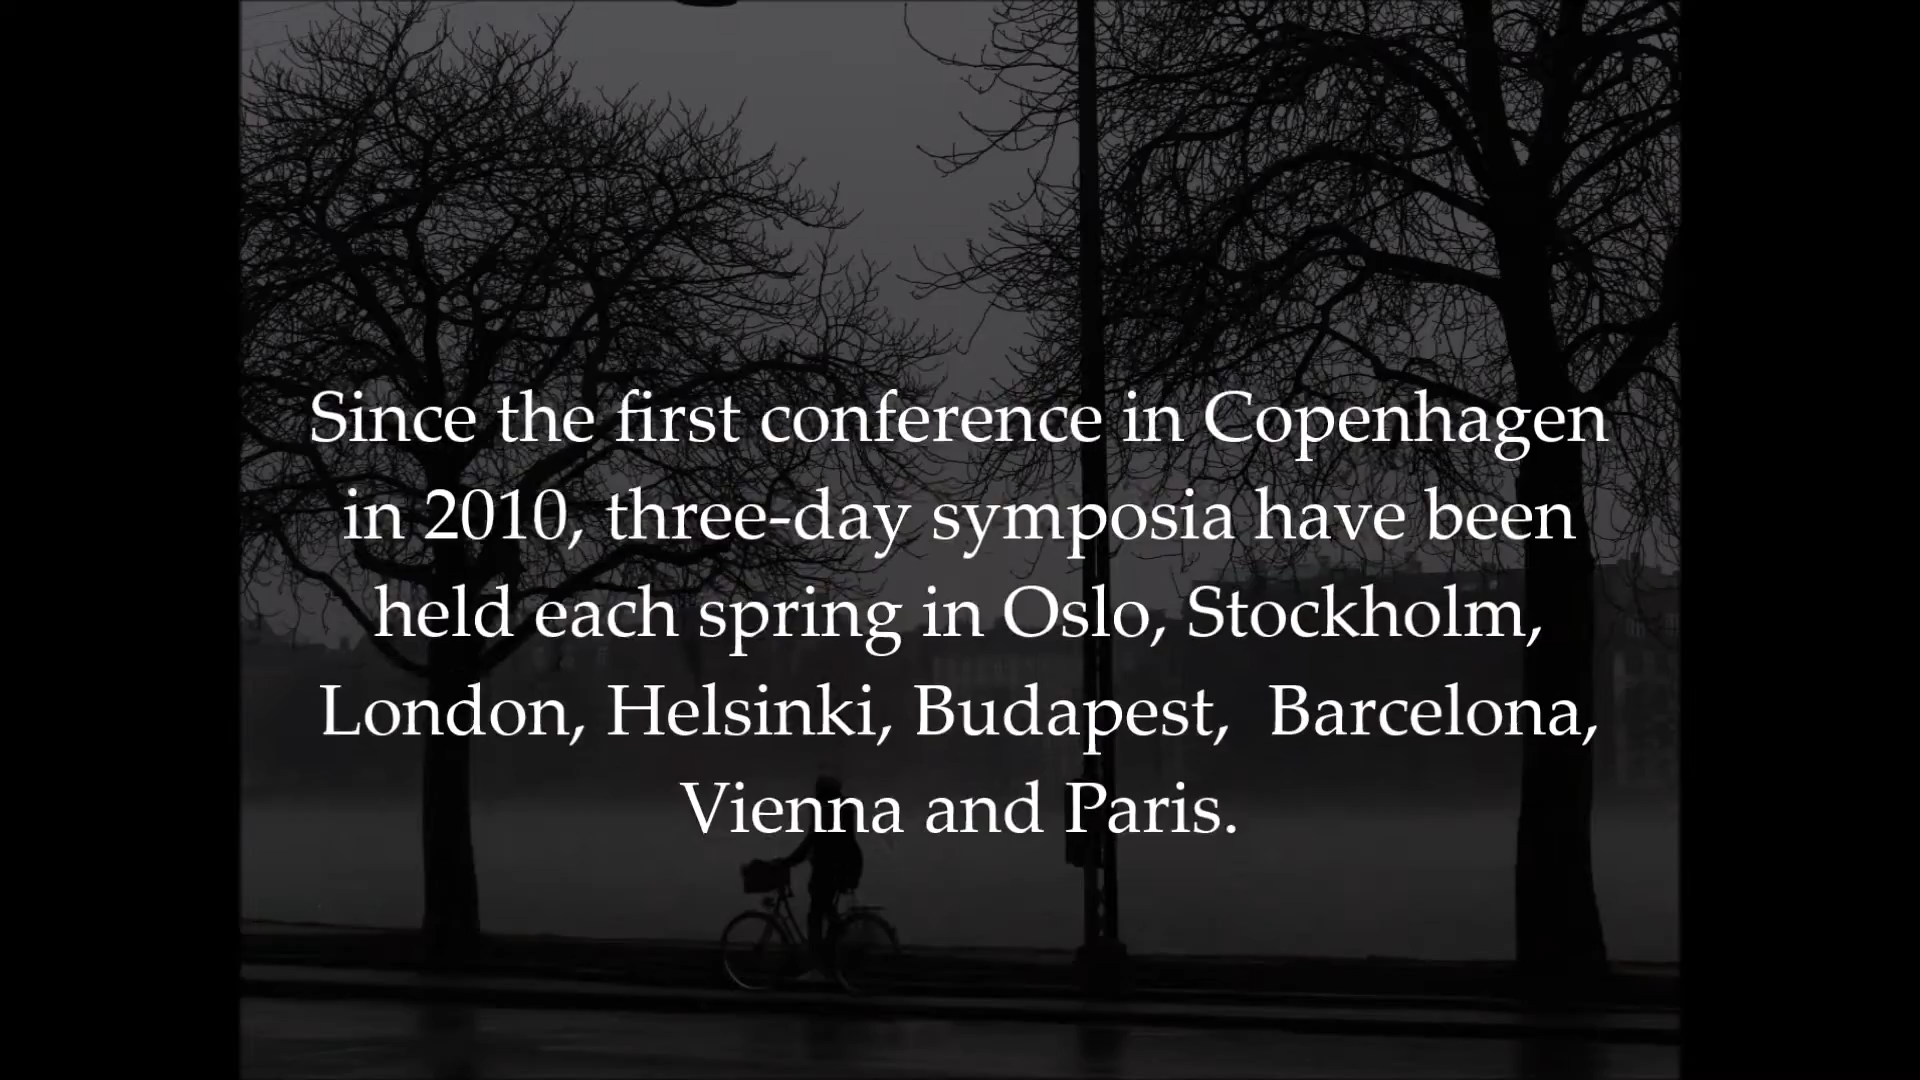 Since the first conference in Copenhagen
in 2010, three-day symposia have been
held each spring in Oslo, Stockholm,
London, Helsinki, Budapest,  Barcelona,
Vienna and Paris.